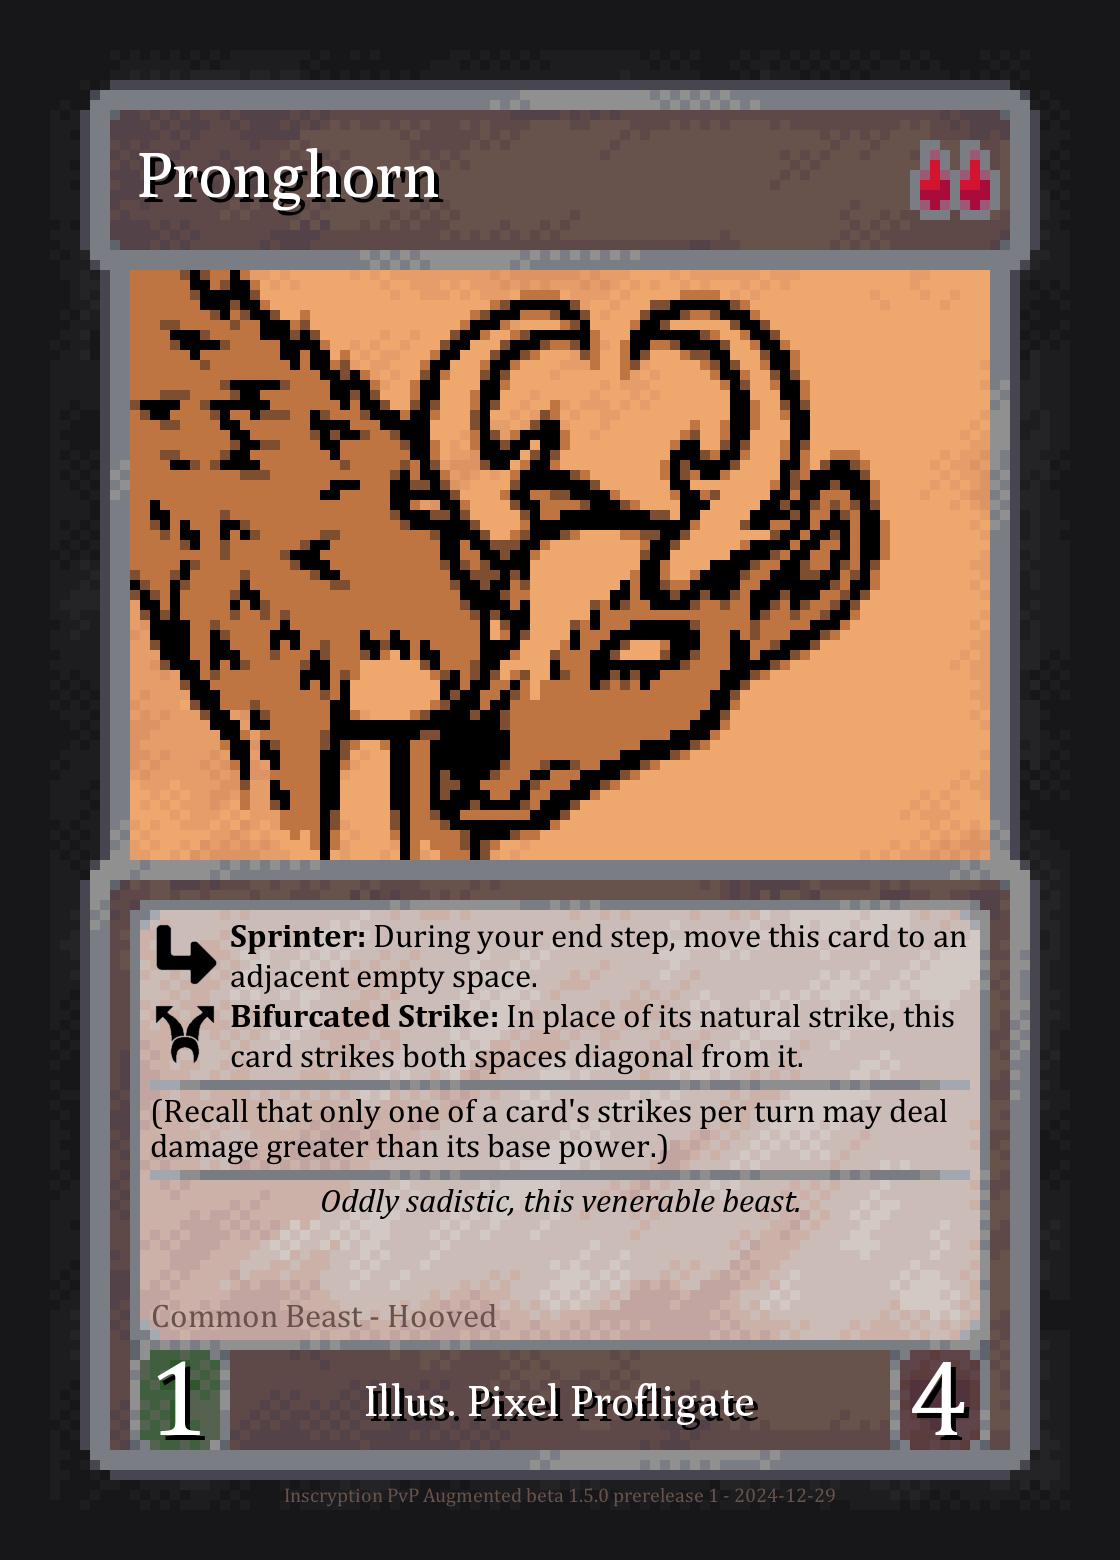 Pronghorn
Sprinter: During your end step, move this card to an
adjacent empty space.
Bifurcated Strike: In place of its natural strike, this
card strikes both spaces diagonal from it.
(Recall that only one of a card's strikes per turn may deal
damage greater than its base power.)
Oddly sadistic, this venerable beast.
Common Beast - Hooved
1
Illus. Pixel Profligate
4
Inscryption PvP Augmented beta 1.5.0 prerelease 1 - 2024-12-29